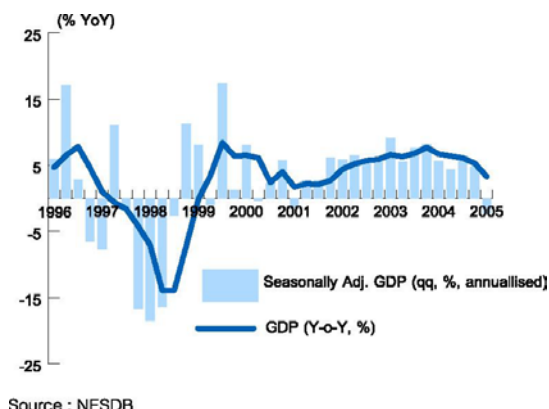 (% YoY)
25
15
5
-5
-15
-25
1996 1997 1998 1999 2000 2001 2002 2003 2004 2005
Seasonally Adj. GDP (qq, %, annuallised)
GDP (Y-o-Y, %)
Source : NESDB